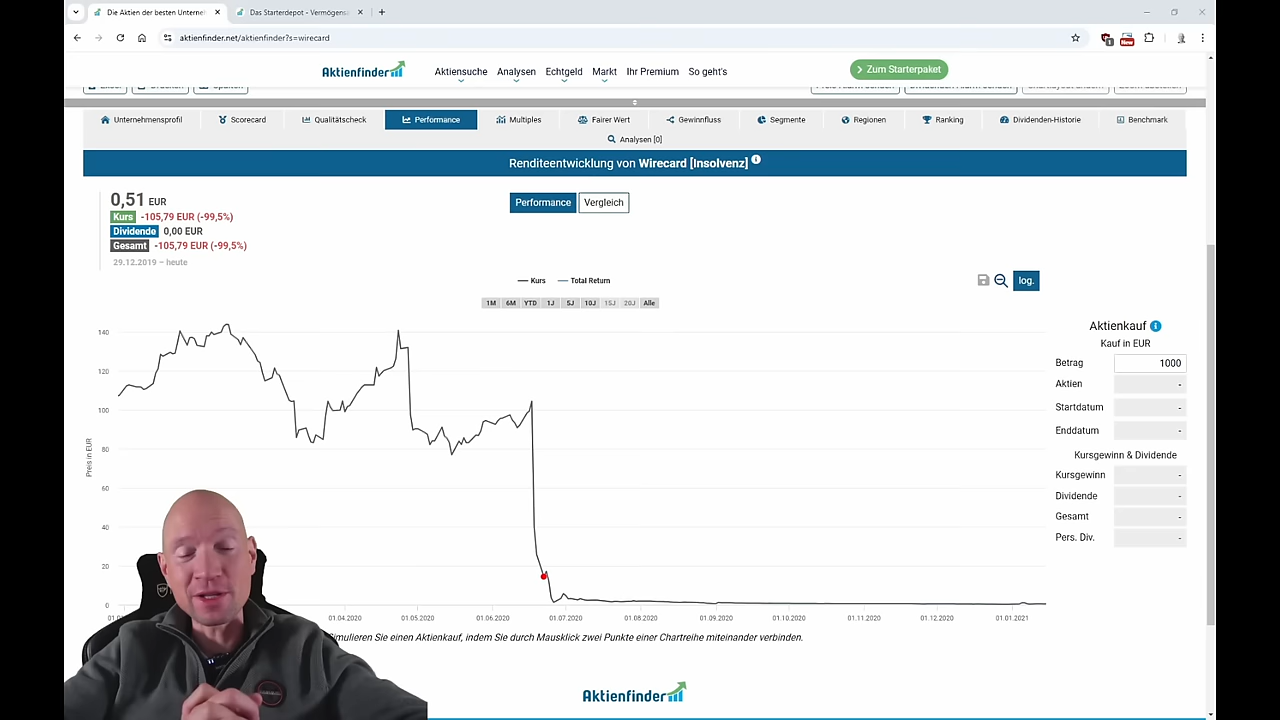 Die Aktien der besten Unterne
Das Starterdepot - Vermögens
aktienfinder.net/aktienfinder?s=wirecard
1
New
Aktienfinder
Aktiensuche
Analysen
Echtgeld
Markt
Ihr Premium
So geht's
Zum Starterpaket
Unternehmensprofil
Scorecard
Qualitätscheck
Performance
Multiples
Fairer Wert
Gewinnfluss
Segmente
Regionen
Ranking
Dividenden-Historie
Benchmark
Analysen [0]
Renditeentwicklung von Wirecard [Insolvenz]
0,51 EUR
Kurs -105,79 EUR (-99,5%)
Dividende 0,00 EUR
Gesamt -105,79 EUR (-99,5%)
29.12.2019 – heute
Performance
Vergleich
Kurs
Total Return
log.
1M 6M YTD 1J 5J 10J 15J 20J Alle
140
120
100
80
60
40
20
0
Preis in EUR
01.04.2020 01.05.2020 01.06.2020 01.07.2020 01.08.2020 01.09.2020 01.10.2020 01.11.2020 01.12.2020 01.01.2021
Aktienkauf
Kauf in EUR
Betrag 1000
Aktien -
Startdatum -
Enddatum -
Kursgewinn & Dividende
Kursgewinn -
Dividende -
Gesamt -
Pers. Div. -
imulieren Sie einen Aktienkauf, indem Sie durch Mausklick zwei Punkte einer Chartreihe miteinander verbinden.
Aktienfinder